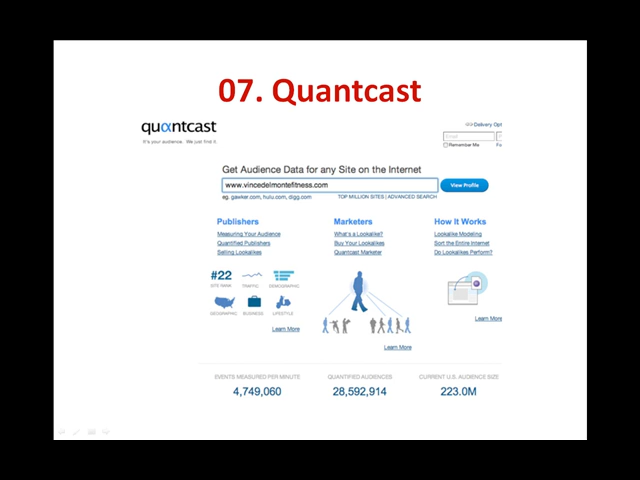 07. Quantcast
quantcast
It's your audience. We just find it.
Delivery Opt
Email
Remember Me
Get Audience Data for any Site on the Internet
www.vincedelmontefitness.com
View Profile
eg. gawker.com, hulu.com, digg.com
TOP MILLION SITES | ADVANCED SEARCH
Publishers
Measuring Your Audience
Quantified Publishers
Selling Lookalikes
#22
SITE RANK
TRAFFIC
DEMOGRAPHIC
GEOGRAPHIC
BUSINESS
LIFESTYLE
Learn More
Marketers
What's a Lookalike?
Buy Your Lookalikes
Quantcast Marketer
Learn More
How It Works
Lookalike Modeling
Sort the Entire Internet
Do Lookalikes Perform?
Learn More
EVENTS MEASURED PER MINUTE
4,749,060
QUANTIFIED AUDIENCES
28,592,914
CURRENT U.S. AUDIENCE SIZE
223.0M